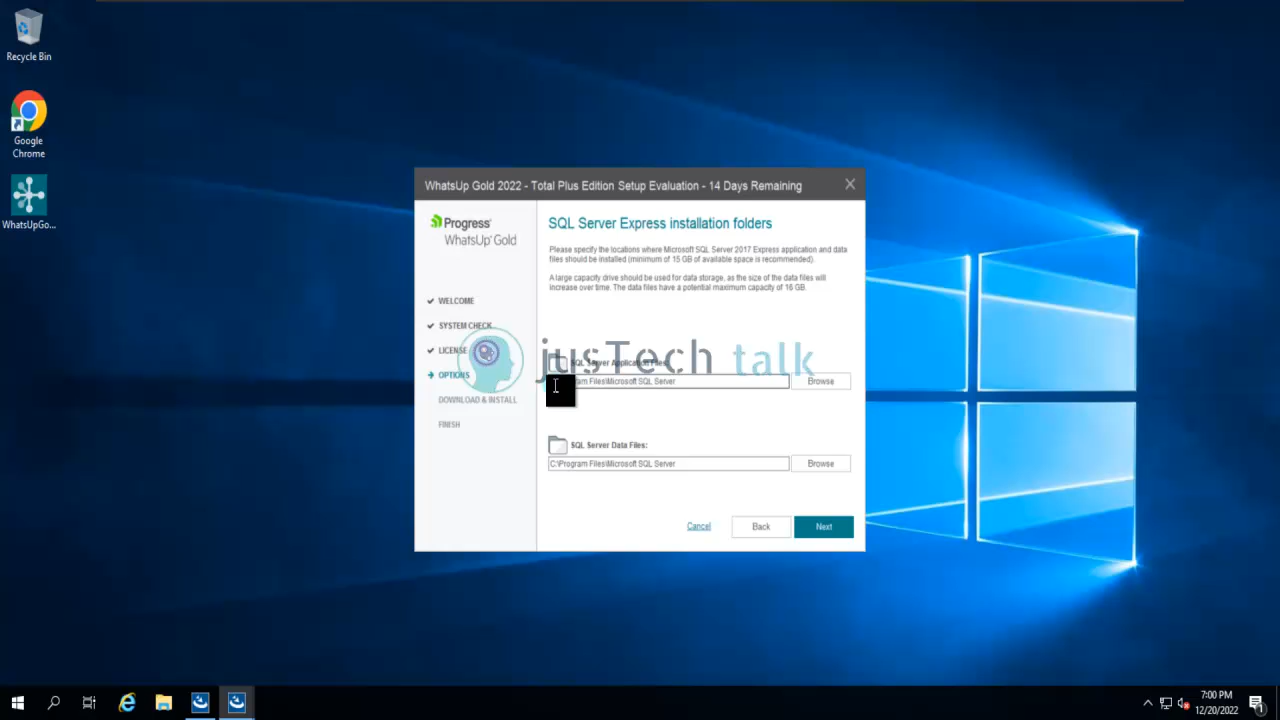 Recycle Bin
Google
Chrome
WhatsUpGo...
WhatsUp Gold 2022 - Total Plus Edition Setup Evaluation - 14 Days Remaining
Progress
WhatsUp Gold
WELCOME
SYSTEM CHECK
LICENSE
OPTIONS
DOWNLOAD & INSTALL
FINISH
SQL Server Express installation folders
Please specify the locations where Microsoft SQL Server 2017 Express application and data
files should be installed (minimum of 15 GB of available space is recommended).
A large capacity drive should be used for data storage, as the size of the data files will
increase over time. The data files have a potential maximum capacity of 16 GB.
jusTech talk
SQL Server Application Files:
Files\Microsoft SQL Server
Browse
SQL Server Data Files:
C:\Program Files\Microsoft SQL Server
Browse
Cancel
Back
Next
7:00 PM
12/20/2022
1